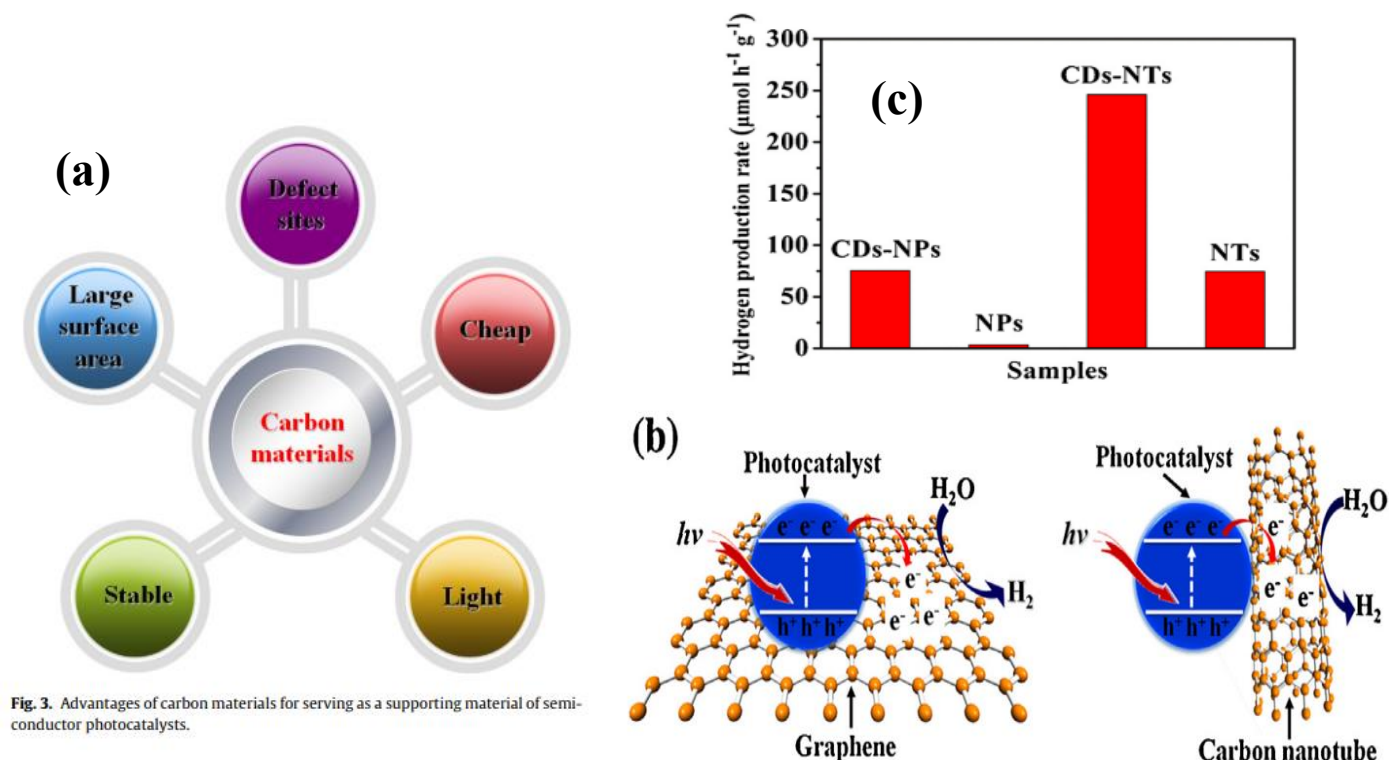 (a)
Defect
sites
Large
surface
area
Cheap
Carbon
materials
Stable
Light
Fig. 3. Advantages of carbon materials for serving as a supporting material of semi-
conductor photocatalysts.
(c)
Hydrogen production rate (μmol h⁻¹ g⁻¹)
300
250
200
150
100
50
0
CDs-NPs
NPs
CDs-NTs
NTs
Samples
(b)
Photocatalyst
hν
e⁻ e⁻ e⁻
h⁺ h⁺ h⁺
e⁻
e⁻ e⁻
H₂O
H₂
Graphene
Photocatalyst
hν
e⁻ e⁻ e⁻
h⁺ h⁺ h⁺
e⁻
e⁻ e⁻
H₂O
H₂
Carbon nanotube